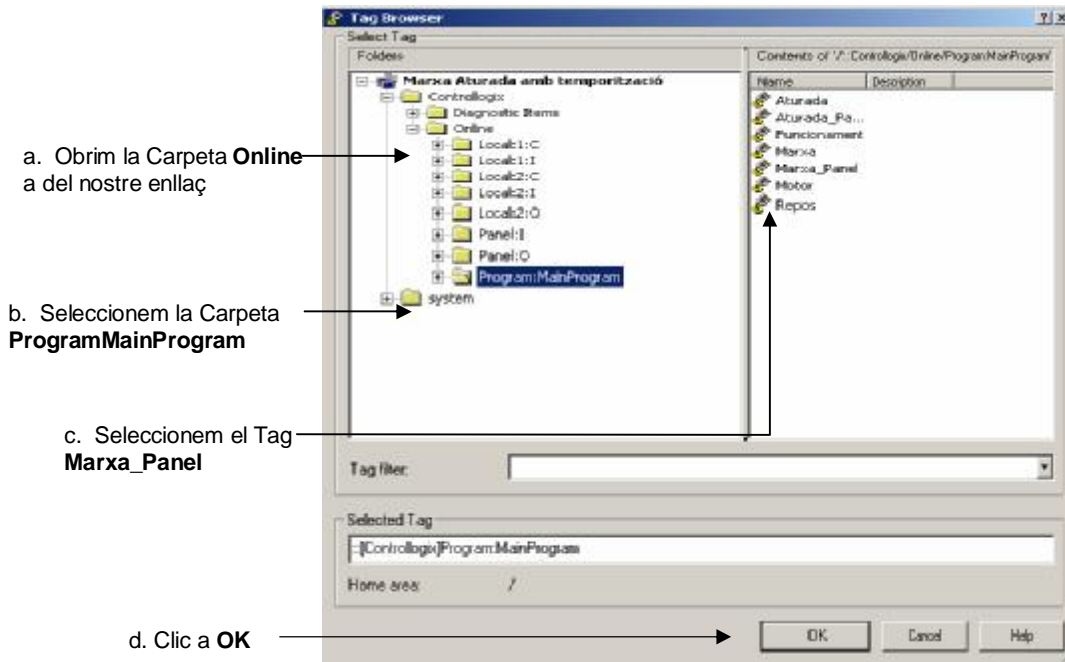 Tag Browser
Select Tag
Folders
Contents of '/'::Controllogix/Online/Program:MainProgram/
Marxa Aturada amb temporització
Controllogix
Diagnostic Items
Online
Local:1:C
Local:1:I
Local:2:C
Local:2:I
Local:2:O
Panel:I
Panel:O
Program:MainProgram
system
Name
Description
Aturada
Aturada_Pa...
Funcionament
Marxa
Marxa_Panel
Motor
Repos
a. Obrim la Carpeta Online
a del nostre enllaç
b. Seleccionem la Carpeta
ProgramMainProgram
c. Seleccionem el Tag
Marxa_Panel
Tag filter:
Selected Tag
::[Controllogix]Program:MainProgram
Home area: /
d. Clic a OK
OK
Cancel
Help